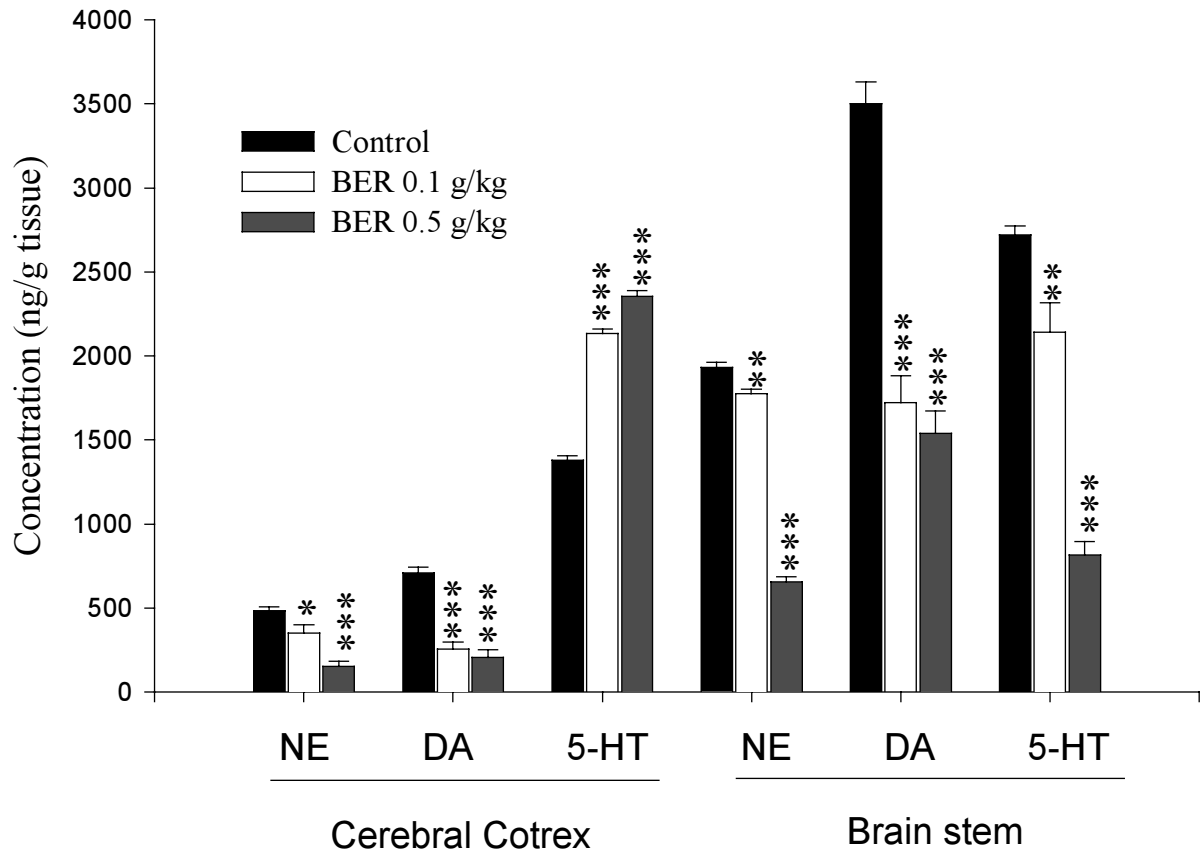 Concentration (ng/g tissue)
4000
3500
3000
2500
2000
1500
1000
500
0
Control
BER 0.1 g/kg
BER 0.5 g/kg
* *** *** *** *** *** ** *** *** *** ** ***
NE DA 5-HT NE DA 5-HT
Cerebral Cotrex Brain stem